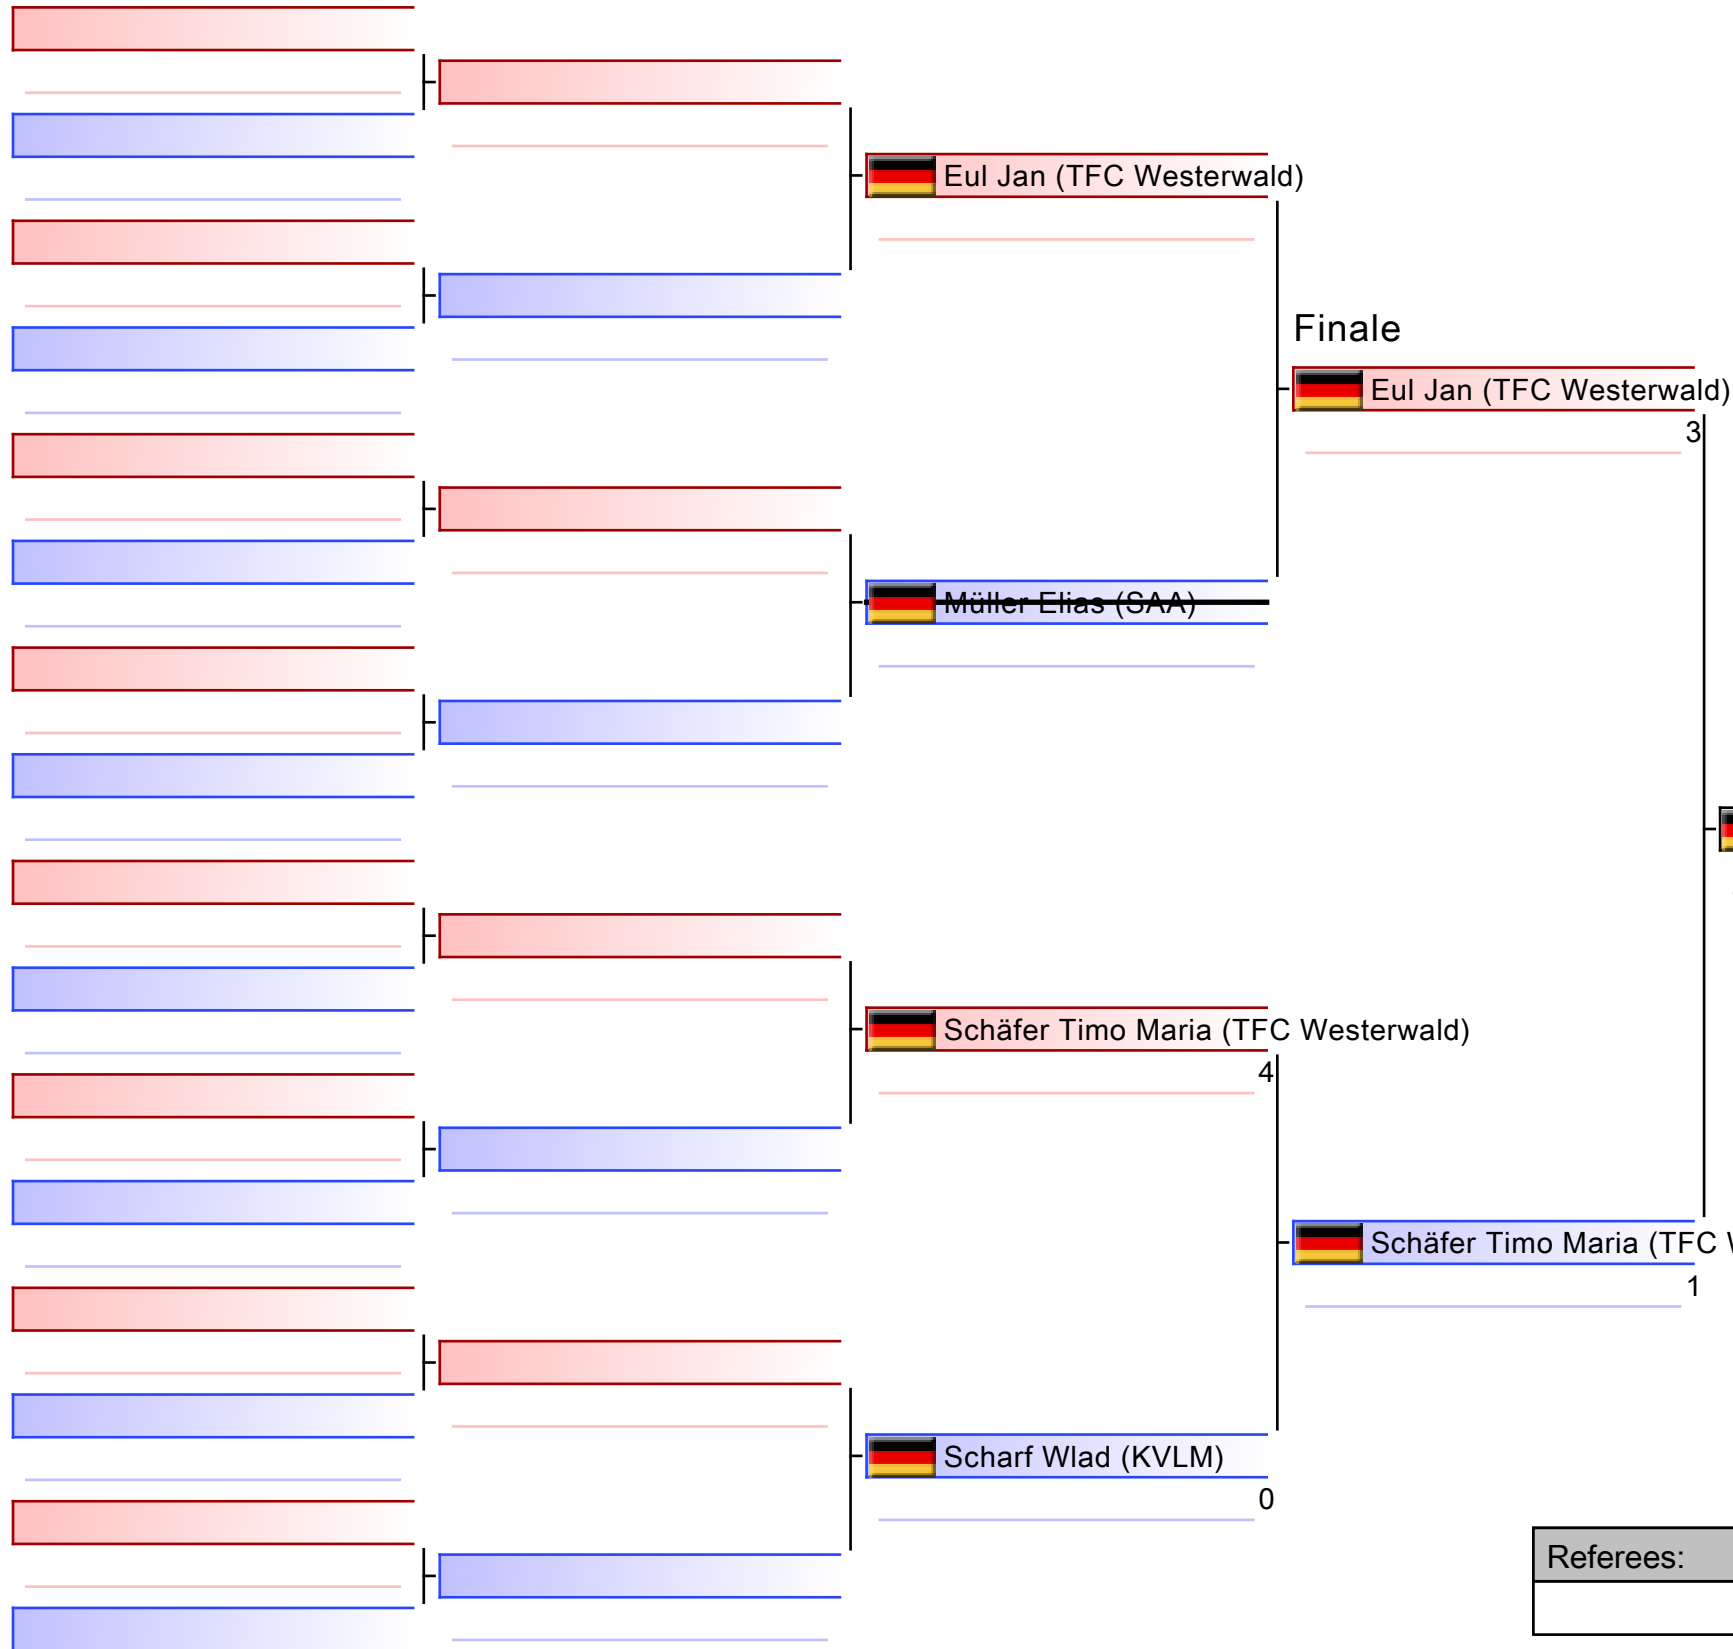 Eul Jan (TFC Westerwald)
Finale
Eul Jan (TFC Westerwald)
3
Müller Elias (SAA)
Schäfer Timo Maria (TFC Westerwald)
4
Schäfer Timo Maria (TFC
1
Scharf Wlad (KVLM)
0
Referees: